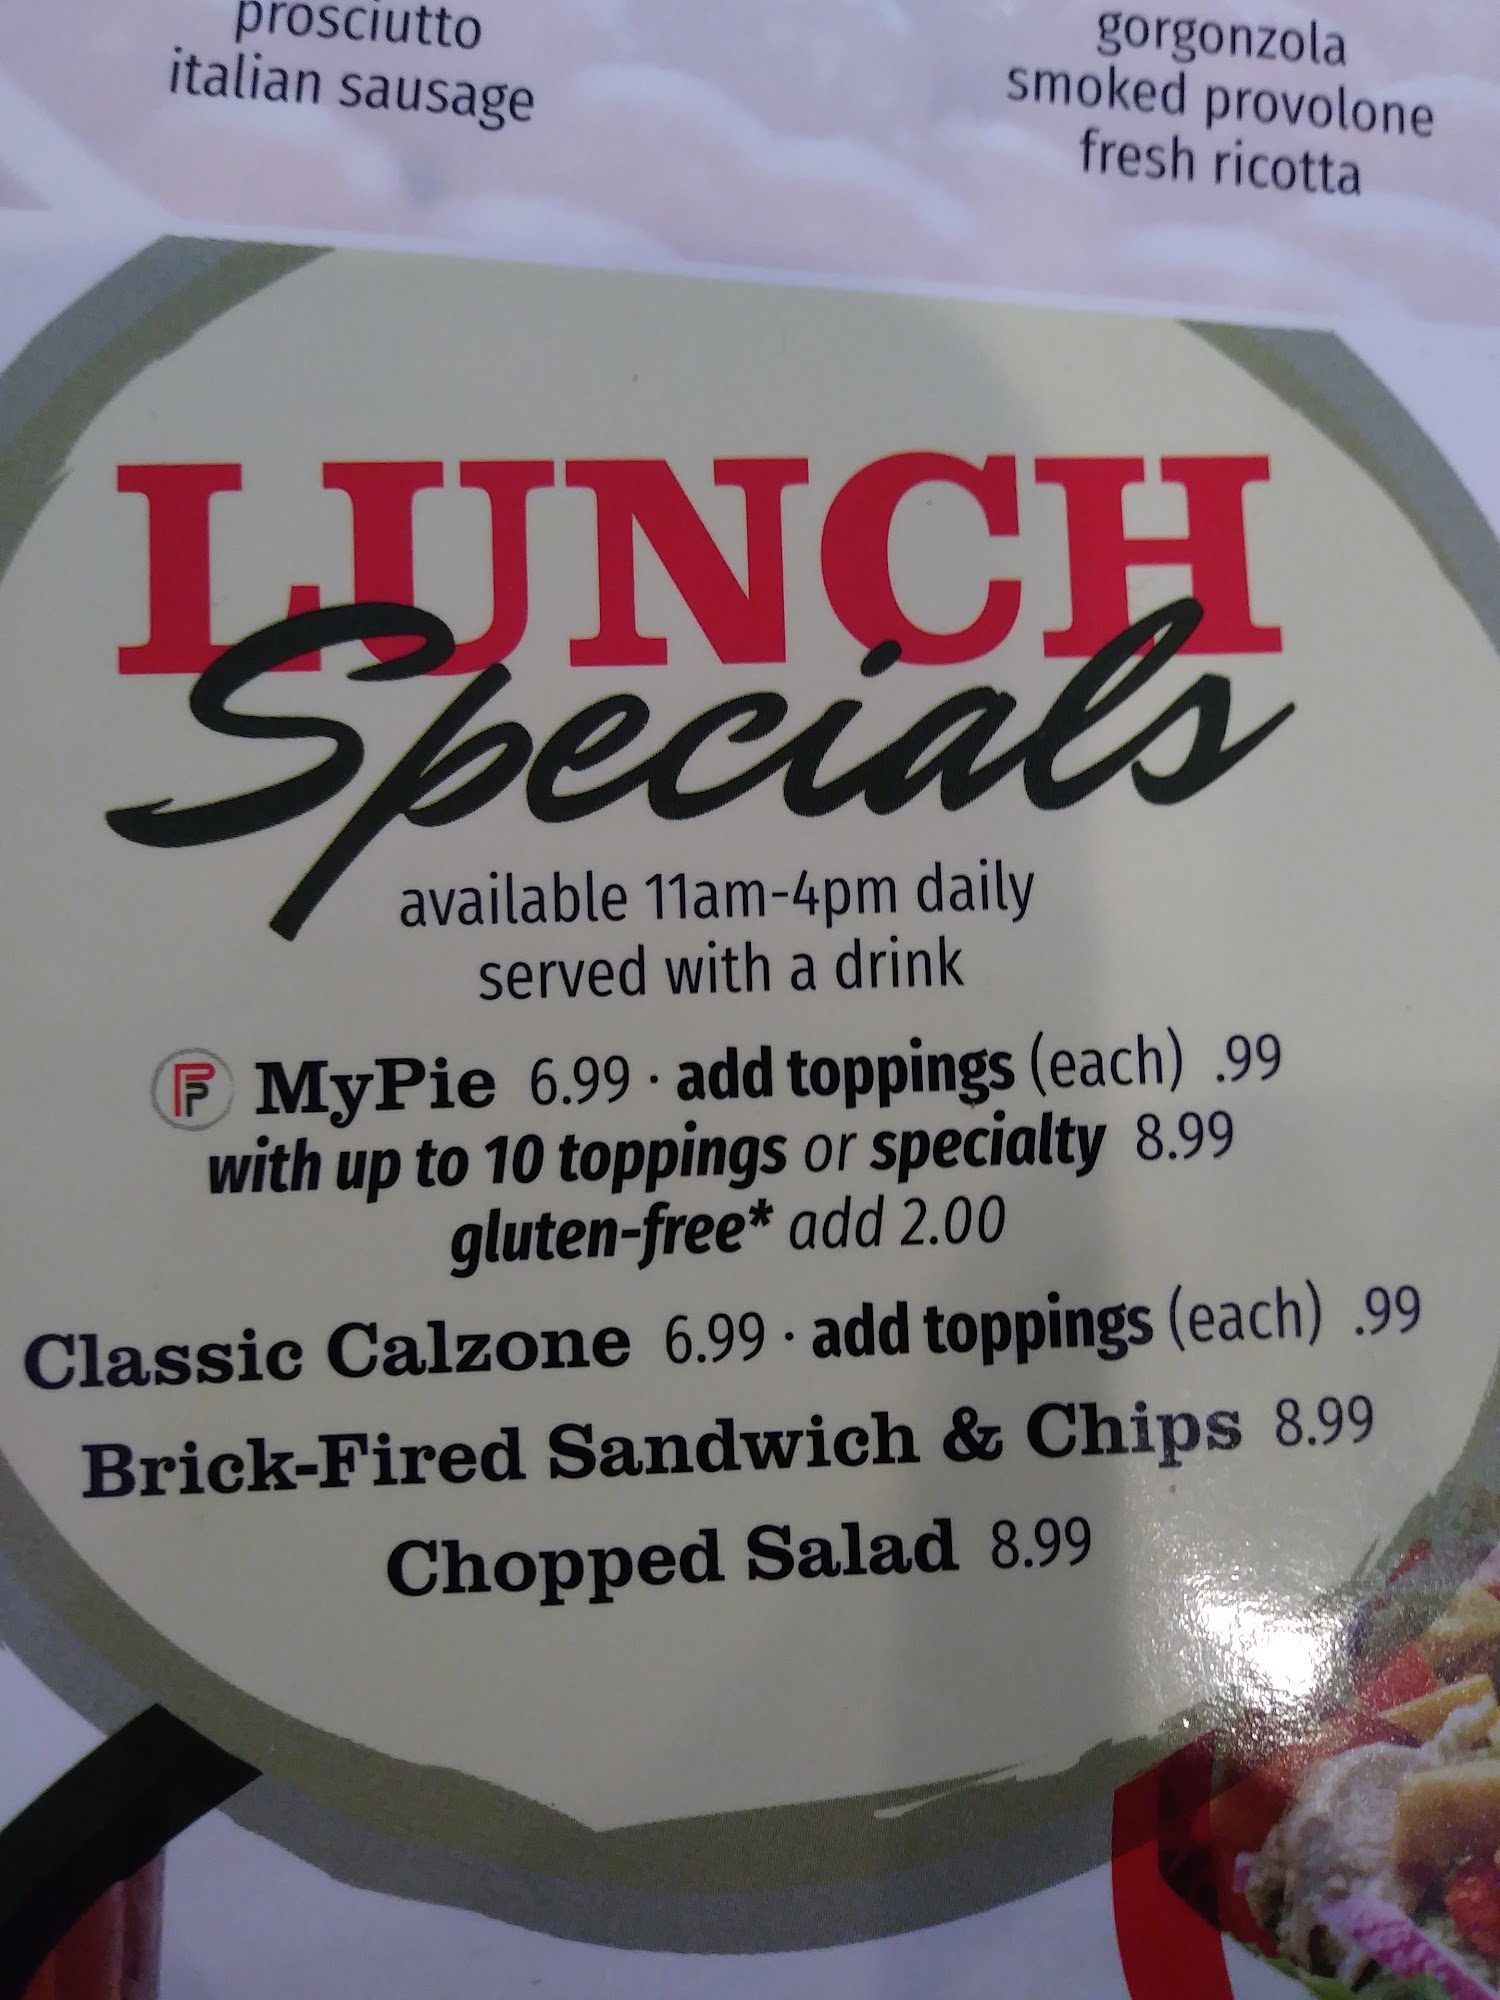 prosciutto
italian sausage
gorgonzola
smoked provolone
fresh ricotta
LUNCH
Specials
available 11am-4pm daily
served with a drink
FP MyPie 6.99 · add toppings (each) .99
with up to 10 toppings or specialty 8.99
gluten-free* add 2.00
Classic Calzone 6.99 · add toppings (each) .99
Brick-Fired Sandwich & Chips 8.99
Chopped Salad 8.99